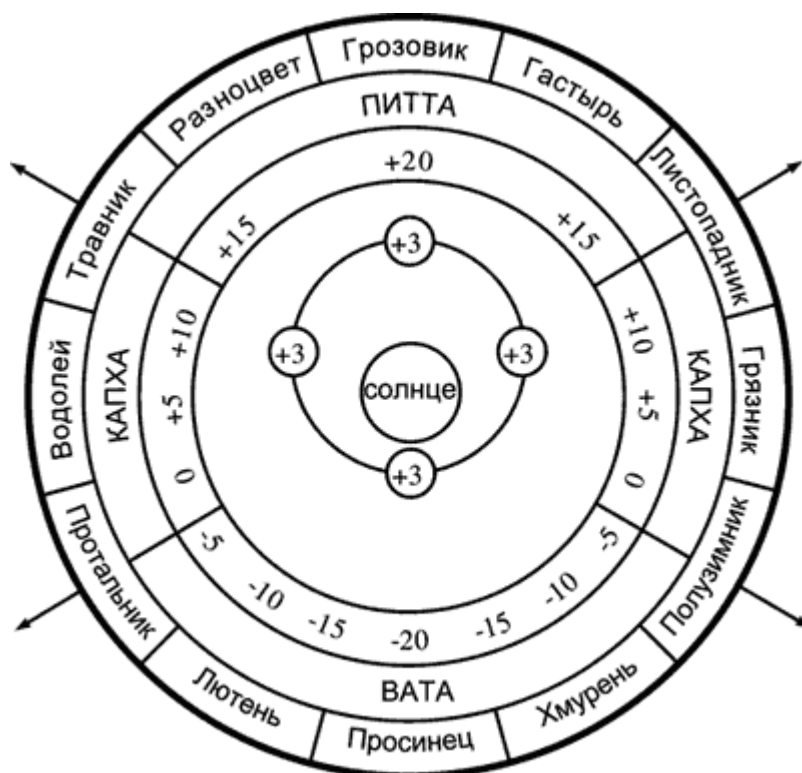 Грозовик
Разноцвет
Гастырь
ПИТТА
+20
Травник
Листопадник
+15
+15
+3
+10
+10
+3
+3
Водолей
КАПХА
+5
солнце
+5
КАПХА
Грязник
+3
0
0
Протальник
-5
-5
Полузимник
-10
-10
-15
-15
-20
Лютень
ВАТА
Хмурень
Просинец